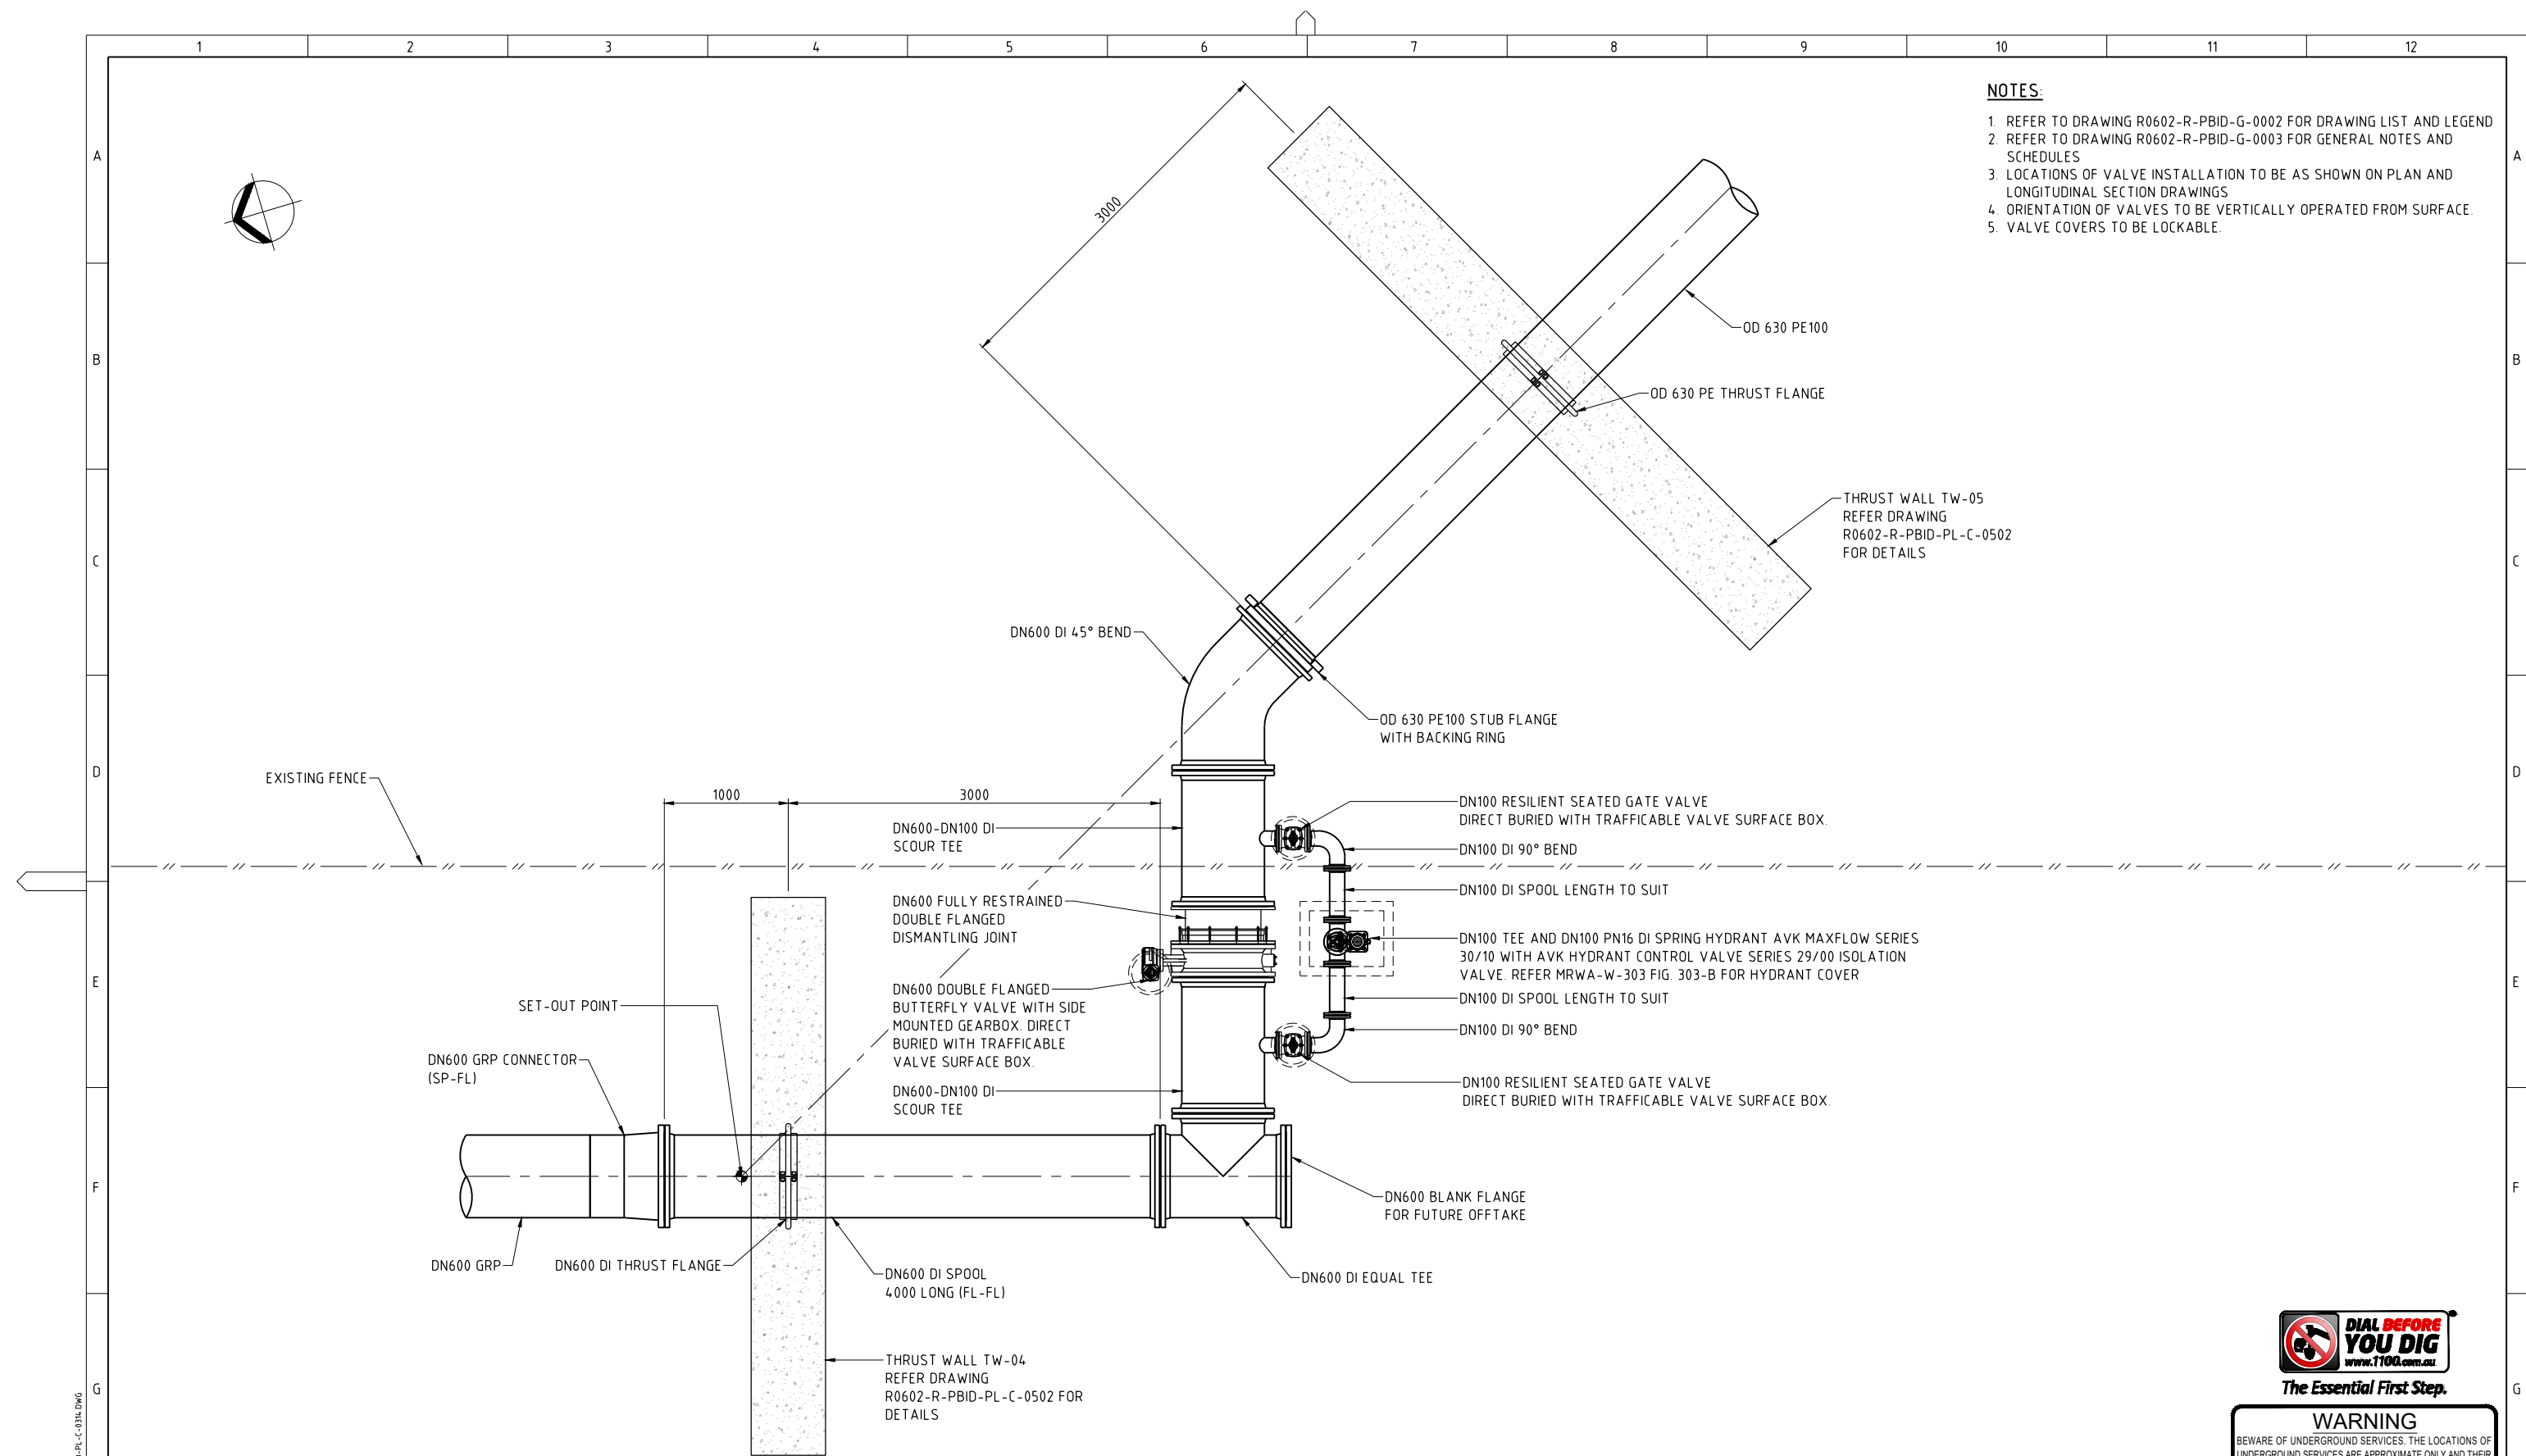 1 2 3 4 5 6 7 8 9 10 11 12
NOTES:
1. REFER TO DRAWING R0602-R-PBID-G-0002 FOR DRAWING LIST AND LEGEND
2. REFER TO DRAWING R0602-R-PBID-G-0003 FOR GENERAL NOTES AND
SCHEDULES
3. LOCATIONS OF VALVE INSTALLATION TO BE AS SHOWN ON PLAN AND
LONGITUDINAL SECTION DRAWINGS
4. ORIENTATION OF VALVES TO BE VERTICALLY OPERATED FROM SURFACE.
5. VALVE COVERS TO BE LOCKABLE.
A
A
3000
OD 630 PE100
B
B
OD 630 PE THRUST FLANGE
THRUST WALL TW-05
REFER DRAWING
R0602-R-PBID-PL-C-0502
FOR DETAILS
C
C
DN600 DI 45° BEND
OD 630 PE100 STUB FLANGE
WITH BACKING RING
D
D
EXISTING FENCE
1000
3000
DN600-DN100 DI
SCOUR TEE
DN100 RESILIENT SEATED GATE VALVE
DIRECT BURIED WITH TRAFFICABLE VALVE SURFACE BOX.
DN100 DI 90° BEND
DN100 DI SPOOL LENGTH TO SUIT
DN600 FULLY RESTRAINED
DOUBLE FLANGED
DISMANTLING JOINT
DN100 TEE AND DN100 PN16 DI SPRING HYDRANT AVK MAXFLOW SERIES
30/10 WITH AVK HYDRANT CONTROL VALVE SERIES 29/00 ISOLATION
VALVE. REFER MRWA-W-303 FIG. 303-B FOR HYDRANT COVER
E
E
DN600 DOUBLE FLANGED
BUTTERFLY VALVE WITH SIDE
MOUNTED GEARBOX. DIRECT
BURIED WITH TRAFFICABLE
VALVE SURFACE BOX.
DN100 DI SPOOL LENGTH TO SUIT
SET-OUT POINT
DN100 DI 90° BEND
DN600 GRP CONNECTOR
(SP-FL)
DN600-DN100 DI
SCOUR TEE
DN100 RESILIENT SEATED GATE VALVE
DIRECT BURIED WITH TRAFFICABLE VALVE SURFACE BOX.
F
F
DN600 BLANK FLANGE
FOR FUTURE OFFTAKE
DN600 GRP
DN600 DI THRUST FLANGE
DN600 DI SPOOL
4000 LONG (FL-FL)
DN600 DI EQUAL TEE
THRUST WALL TW-04
REFER DRAWING
R0602-R-PBID-PL-C-0502 FOR
DETAILS
G
G
-PL-C-0314.DWG
DIAL BEFORE
YOU DIG
www.1100.com.au
The Essential First Step.
WARNING
BEWARE OF UNDERGROUND SERVICES. THE LOCATIONS OF
UNDERGROUND SERVICES ARE APPROXIMATE ONLY AND THEIR